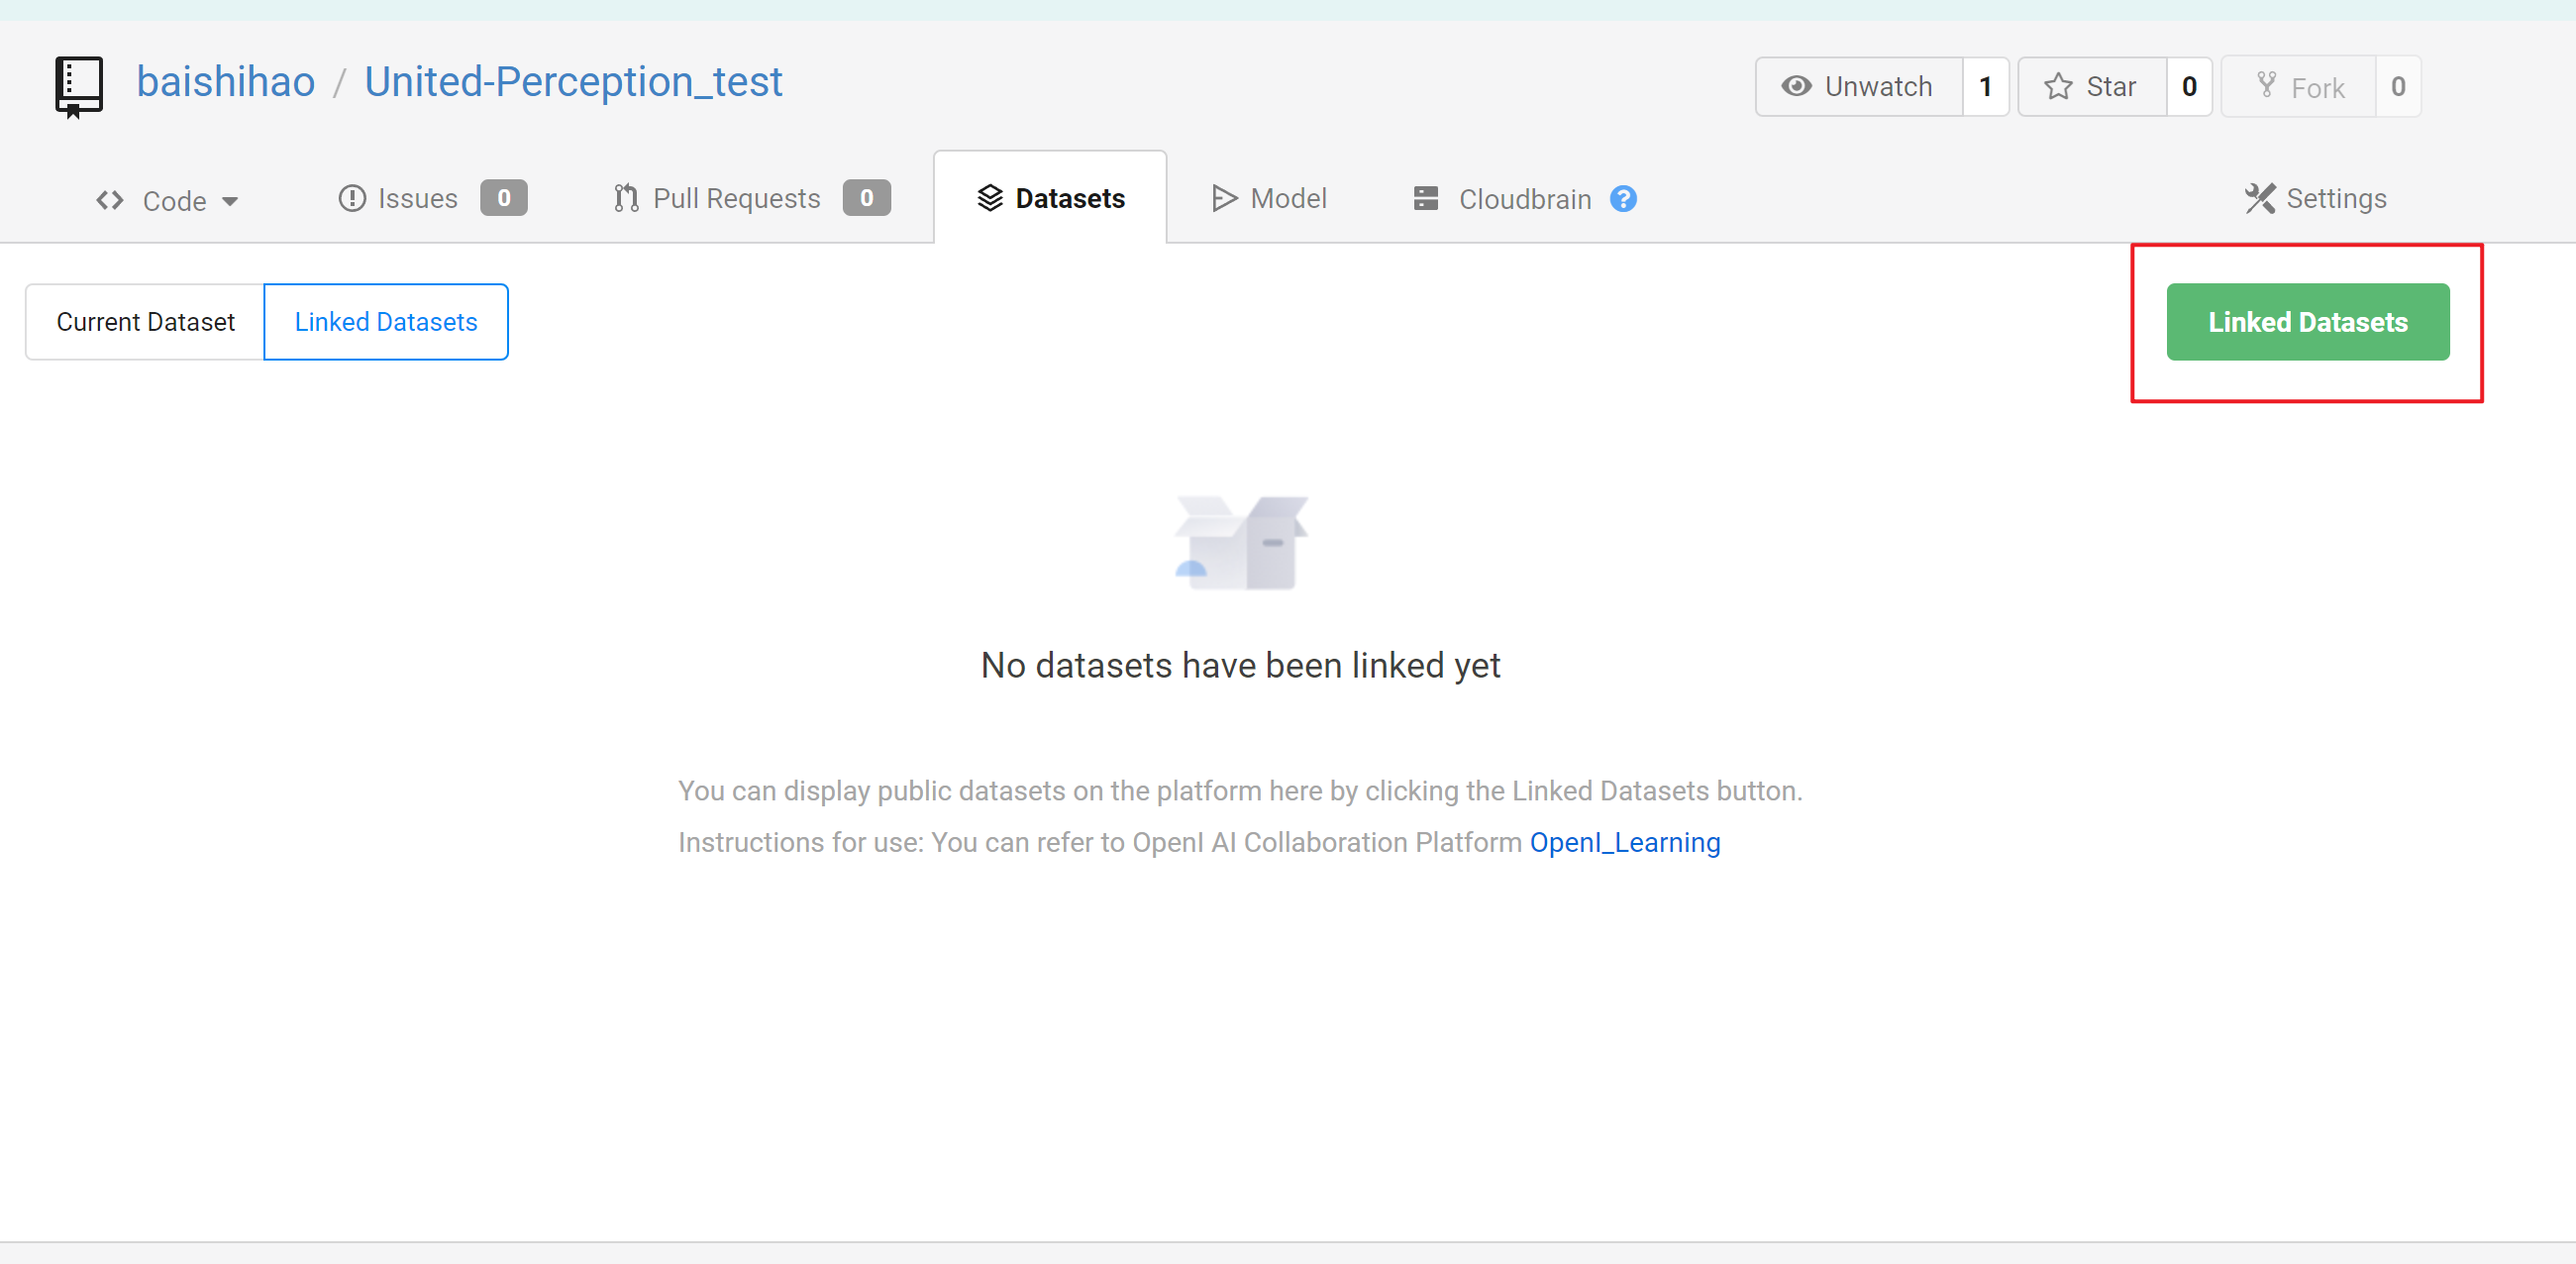 baishihao / United-Perception_test
Unwatch 1 Star 0 Fork 0
Code Issues 0 Pull Requests 0 Datasets Model Cloudbrain ? Settings
Current Dataset Linked Datasets Linked Datasets
No datasets have been linked yet
You can display public datasets on the platform here by clicking the Linked Datasets button.
Instructions for use: You can refer to OpenI AI Collaboration Platform OpenI_Learning